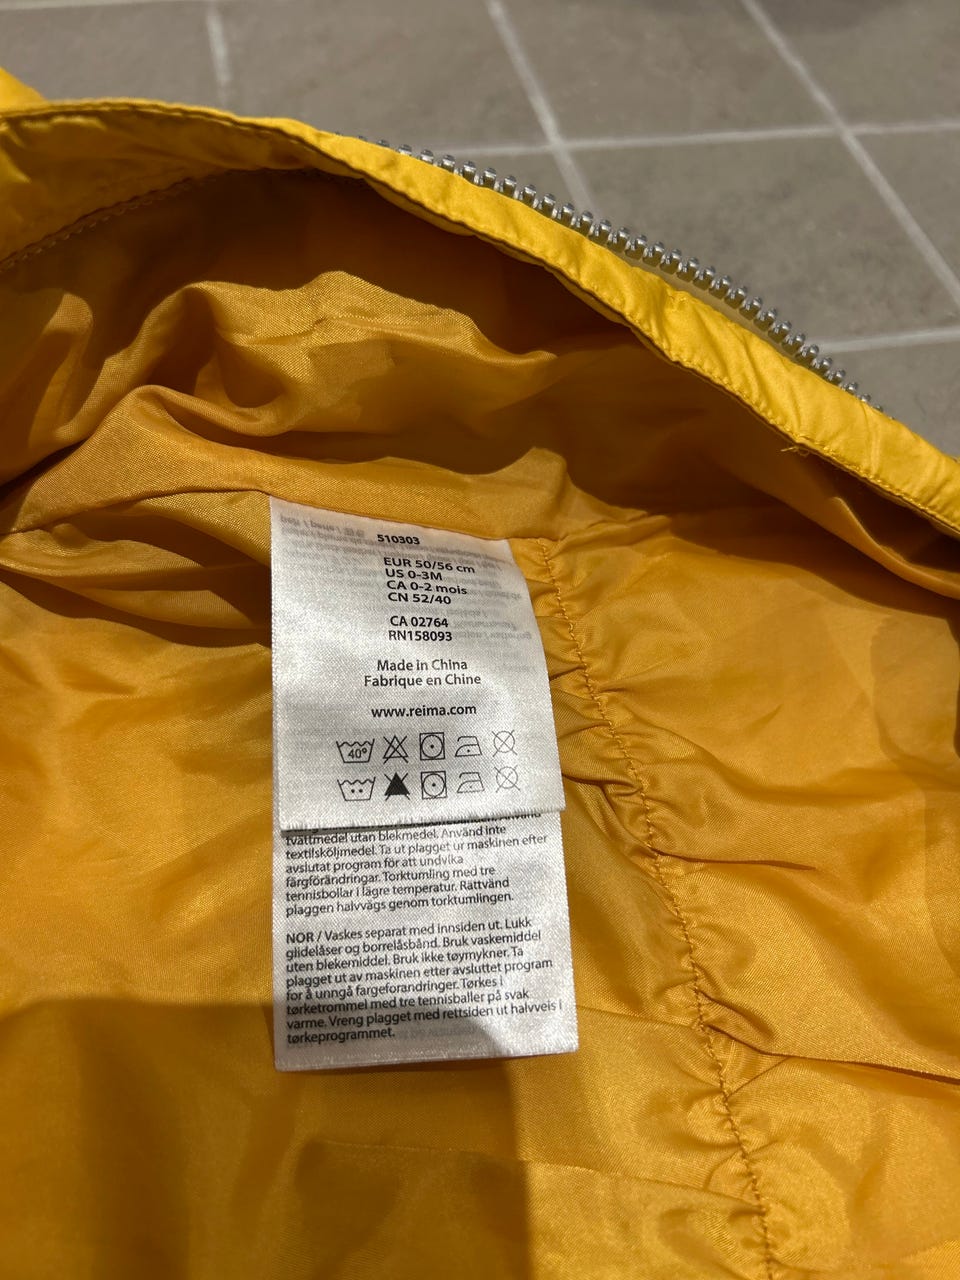 510303
EUR 50/56 cm
US 0-3M
CA 0-2 mois
CN 52/40
CA 02764
RN158093
Made in China
Fabrique en Chine
www.reima.com
40°
tvättmedel utan blekmedel. Använd inte
textilsköljmedel. Ta ut plagget ur maskinen efter
avslutat program för att undvika
färgförändringar. Torktumling med tre
tennisbollar i lägre temperatur. Rättvänd
plaggen halvvägs genom torktumlingen.
NOR / Vaskes separat med innsiden ut. Lukk
glidelåser og borrelåsbånd. Bruk vaskemiddel
uten blekemiddel. Bruk ikke tøymykner. Ta
plagget ut av maskinen etter avsluttet program
for å unngå fargeforandringer. Tørkes i
tørketrommel med tre tennisballer på svak
varme. Vreng plagget med rettsiden ut halvveis i
tørkeprogrammet.